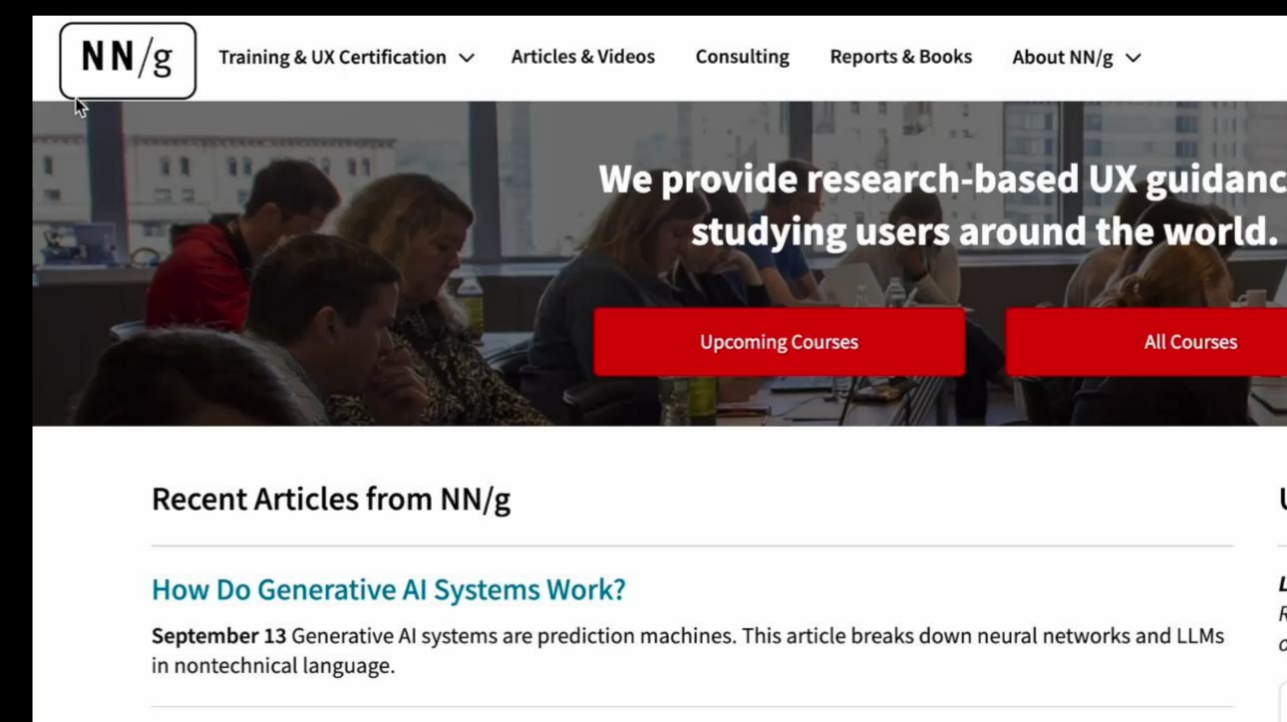 NN/g
Training & UX Certification
Articles & Videos
Consulting
Reports & Books
About NN/g
We provide research-based UX
studying users around the world.
Upcoming Courses
All Courses
Recent Articles from NN/g
How Do Generative AI Systems Work?
September 13 Generative AI systems are prediction machines. This article breaks down neural networks and LLMs
in nontechnical language.